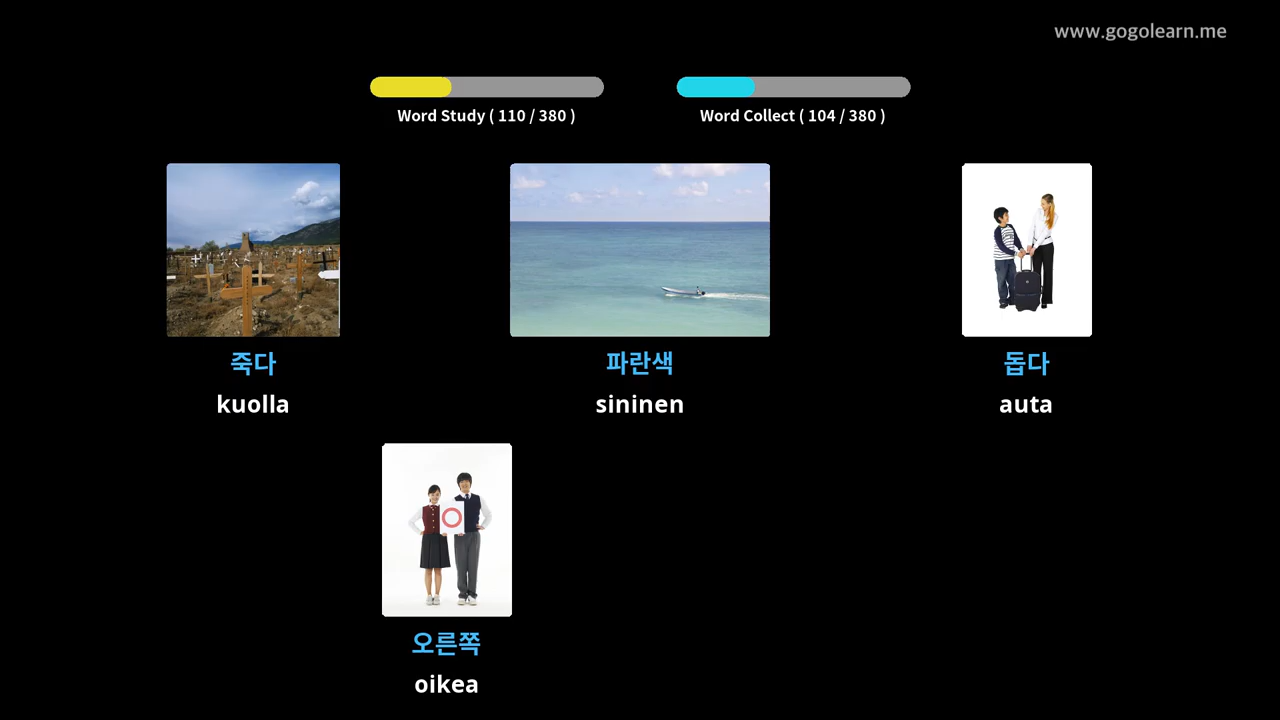 www.gogolearn.me
Word Study ( 110 / 380 )
Word Collect ( 104 / 380 )
죽다
kuolla
파란색
sininen
돕다
auta
오른쪽
oikea